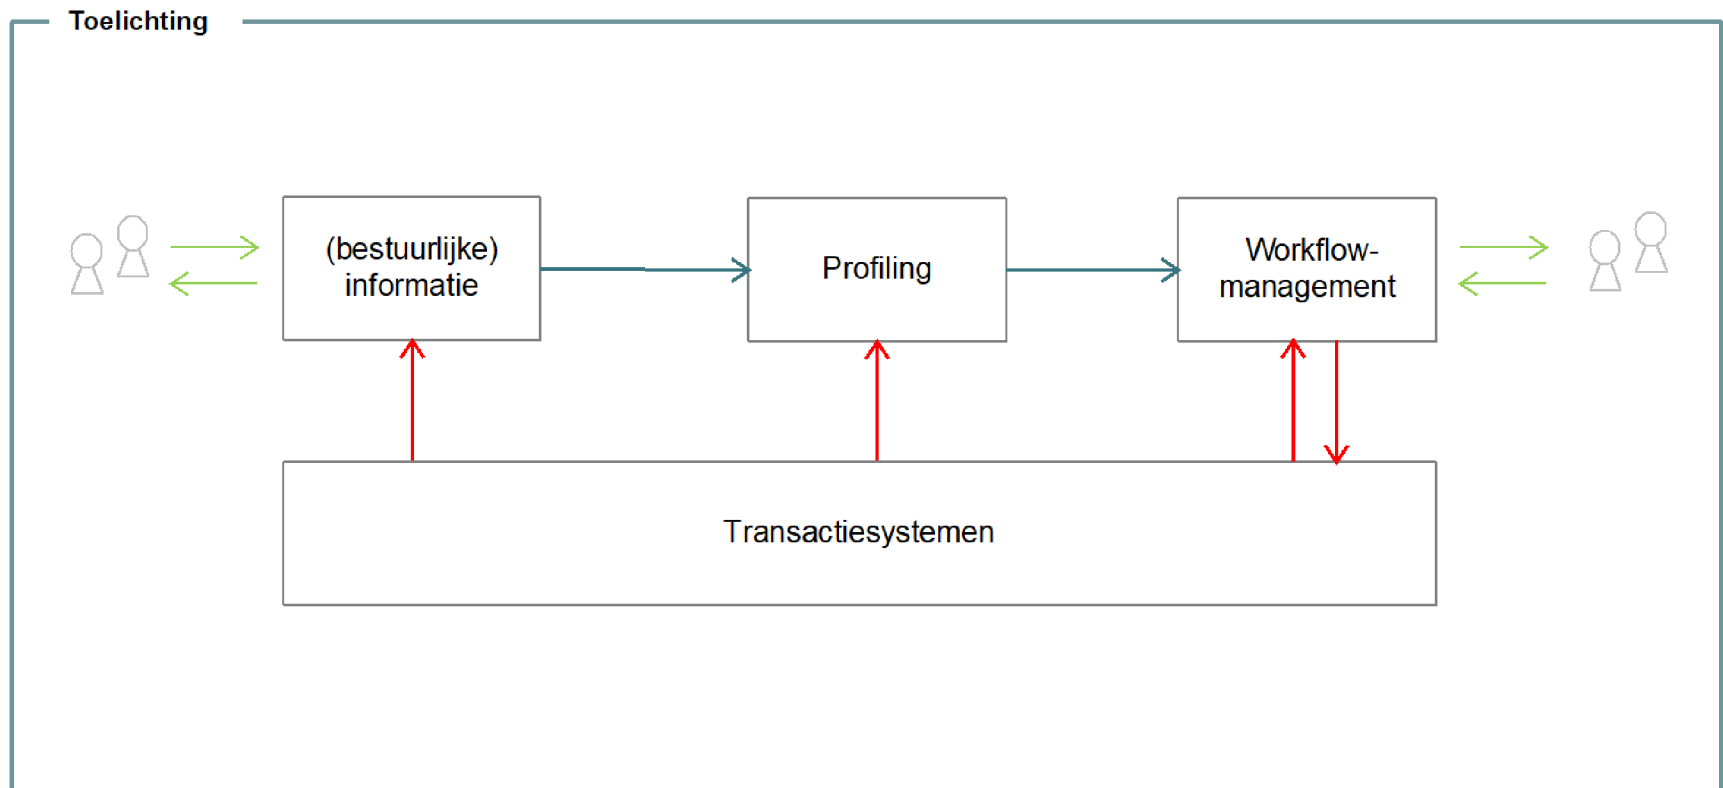 Toelichting
(bestuurlijke)
informatie
Profiling
Workflow-
management
Transactiesystemen